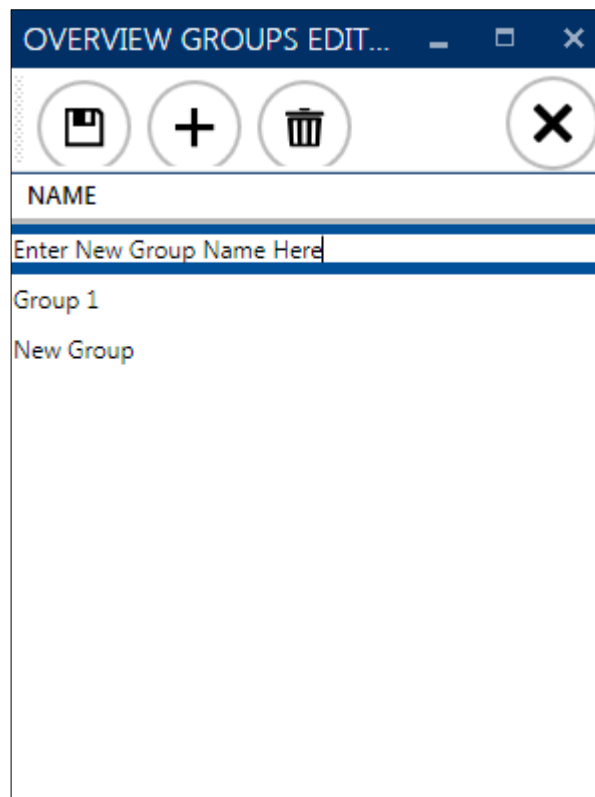 OVERVIEW GROUPS EDIT...
NAME
Enter New Group Name Here
Group 1
New Group